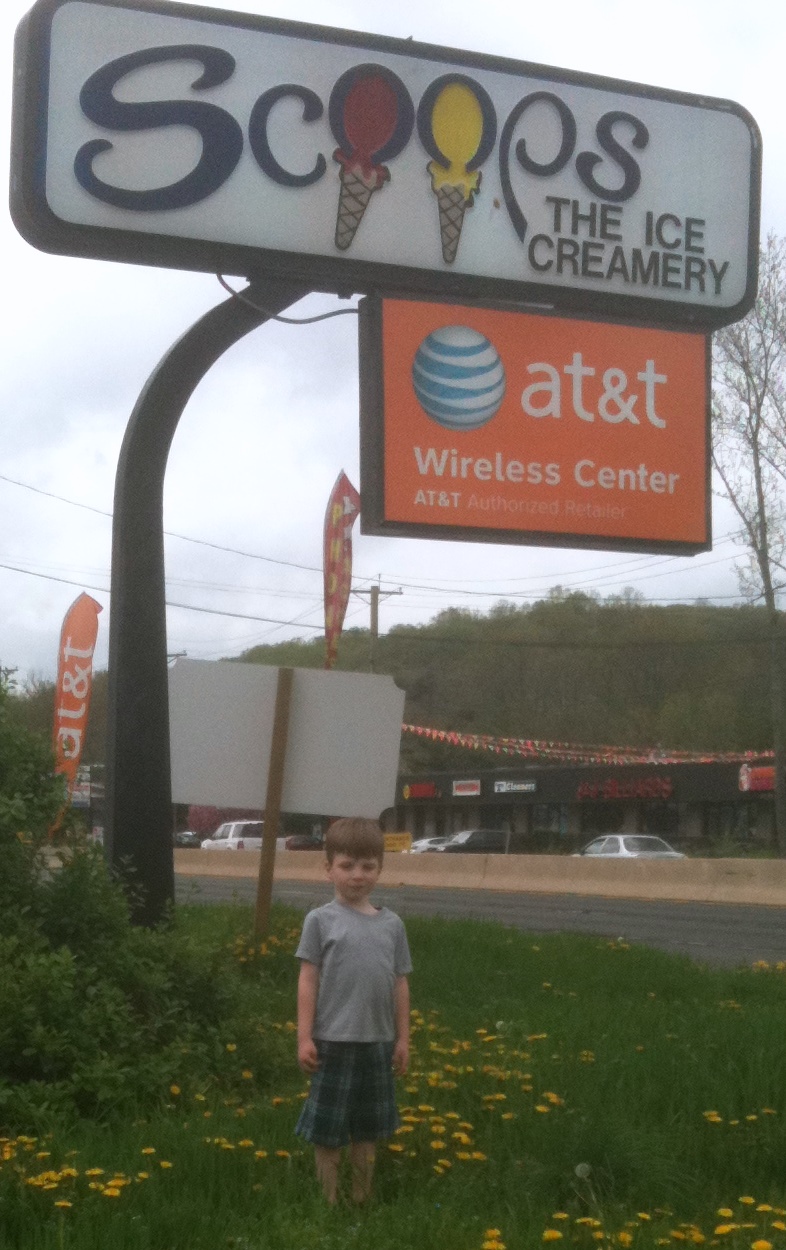 Scoops
THE ICE
CREAMERY
at&t
Wireless Center
AT&T Authorized Retailer
at&t
Cleaners